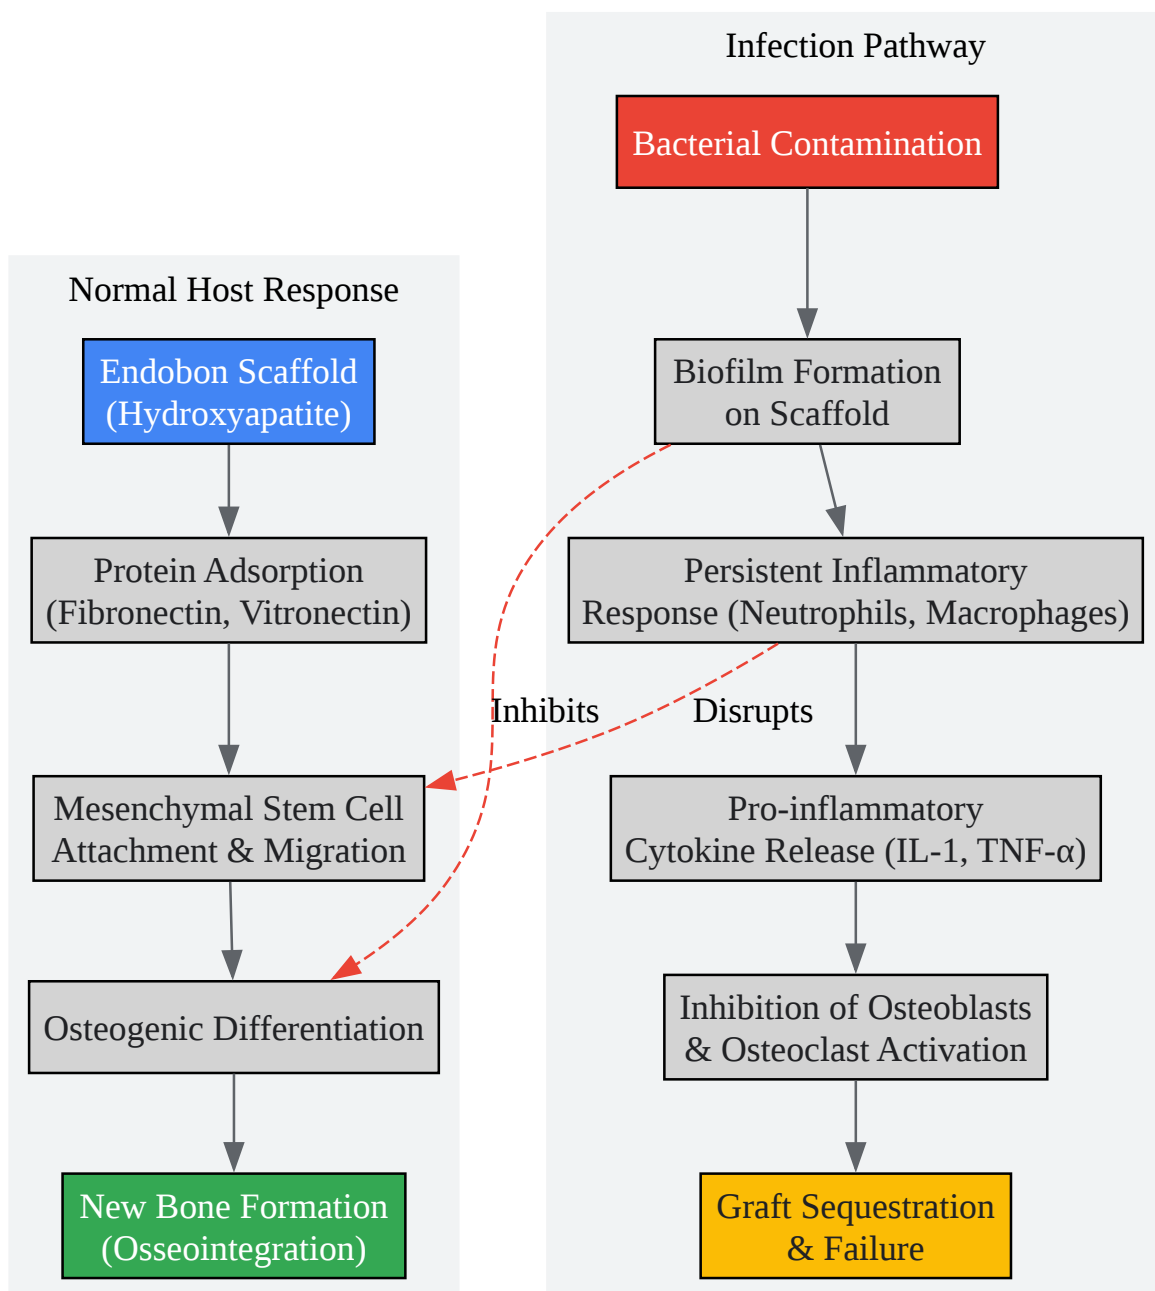 Infection Pathway
Bacterial Contamination
Normal Host Response
Endobon Scaffold
(Hydroxyapatite)
Biofilm Formation
on Scaffold
Protein Adsorption
(Fibronectin, Vitronectin)
Persistent Inflammatory
Response (Neutrophils, Macrophages)
Inhibits
Disrupts
Mesenchymal Stem Cell
Attachment & Migration
Pro-inflammatory
Cytokine Release (IL-1, TNF-α)
Osteogenic Differentiation
Inhibition of Osteoblasts
& Osteoclast Activation
New Bone Formation
(Osseointegration)
Graft Sequestration
& Failure